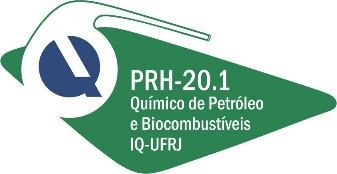 PRH-20.1
Químico de Petróleo
e Biocombustíveis
IQ-UFRJ